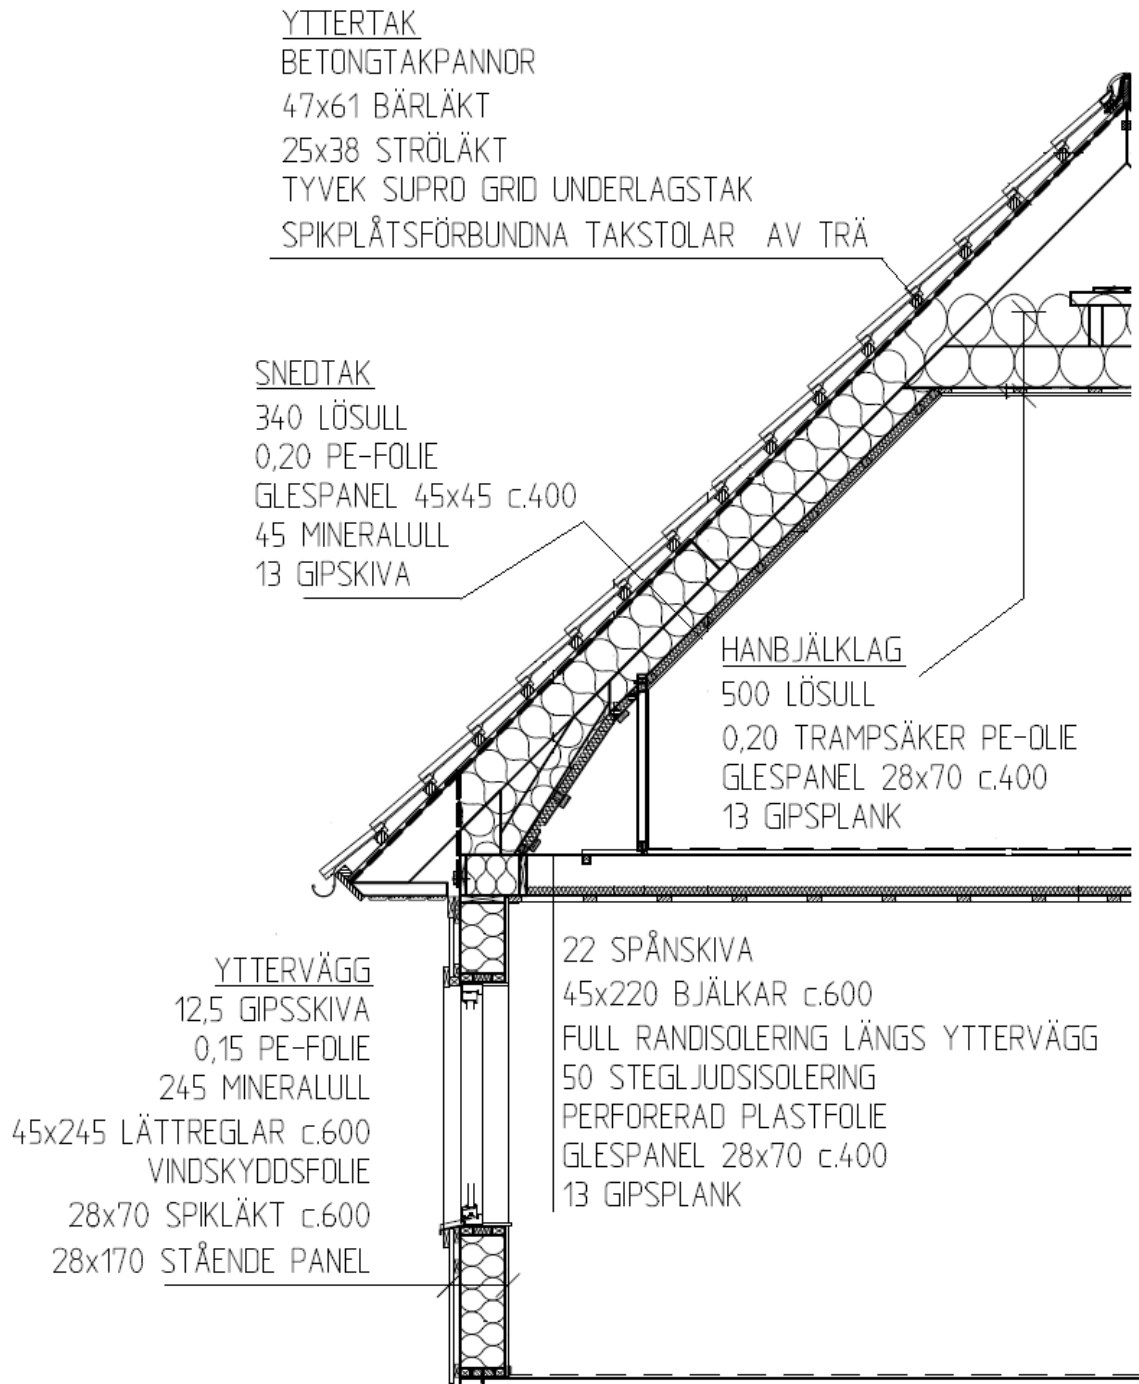 YTTERTAK
BETONGTAKPANNOR
47x61 BÄRLÄKT
25x38 STRÖLÄKT
TYVEK SUPRO GRID UNDERLAGSTAK
SPIKPLÅTSFÖRBUNDNA TAKSTOLAR AV TRÄ
SNEDTAK
340 LÖSULL
0,20 PE-FOLIE
GLESPANEL 45x45 c.400
45 MINERALULL
13 GIPSKIVA
HANBJÄLKLAG
500 LÖSULL
0,20 TRAMPSÄKER PE-OLIE
GLESPANEL 28x70 c.400
13 GIPSPLANK
22 SPÅNSKIVA
45x220 BJÄLKAR c.600
FULL RANDISOLERING LÄNGS YTTERVÄGG
50 STEGLJUDSISOLERING
PERFORERAD PLASTFOLIE
GLESPANEL 28x70 c.400
13 GIPSPLANK
YTTERVÄGG
12,5 GIPSSKIVA
0,15 PE-FOLIE
245 MINERALULL
45x245 LÄTTREGLAR c.600
VINDSKYDDSFOLIE
28x70 SPIKLÄKT c.600
28x170 STÅENDE PANEL